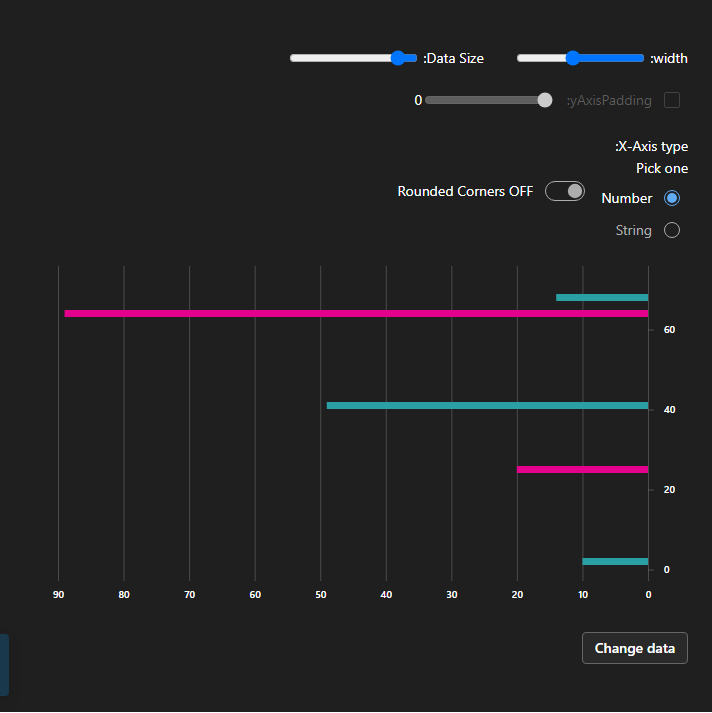 :width
:Data Size
:yAxisPadding
0
:X-Axis type
Pick one
Number
Rounded Corners OFF
String
60
40
20
0
90 80 70 60 50 40 30 20 10 0
Change data